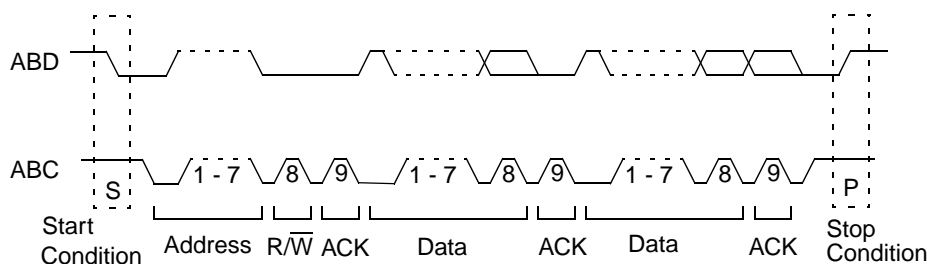 ABD
ABC
S
1 - 7
8
9
1 - 7
8
9
1 - 7
8
9
P
Start
Condition
Address
R/W̅
ACK
Data
ACK
Data
ACK
Stop
Condition